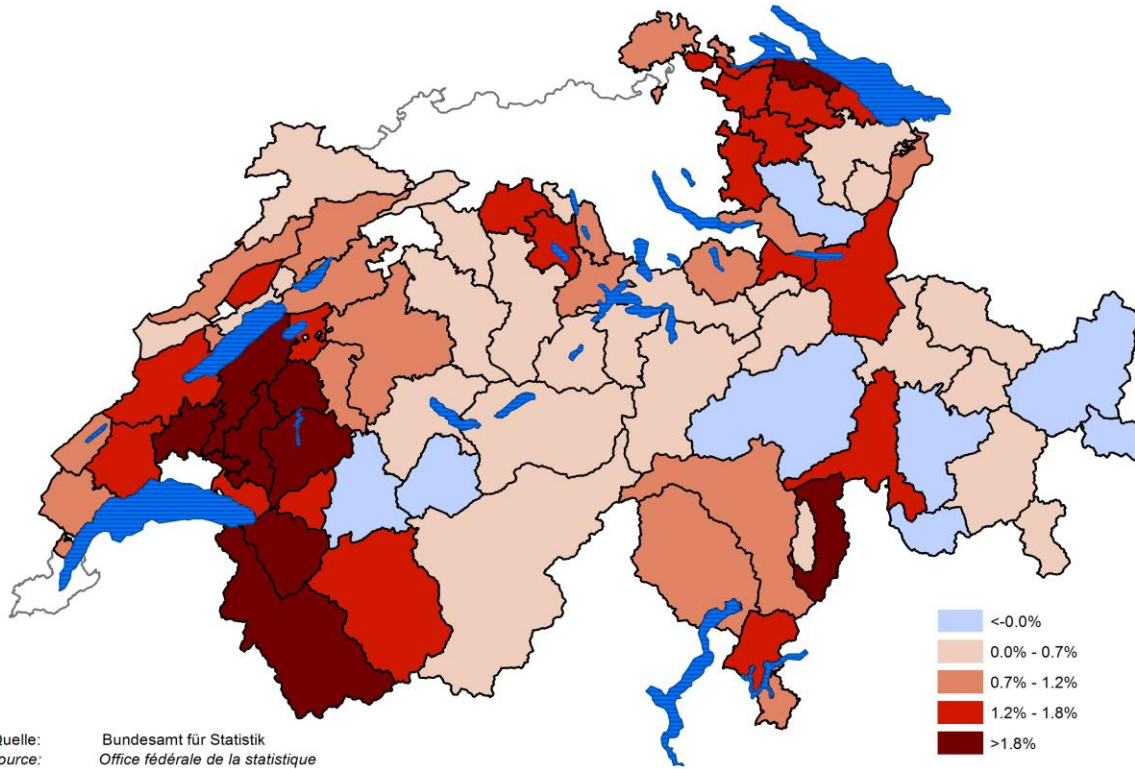 <-0.0%
0.0% - 0.7%
0.7% - 1.2%
1.2% - 1.8%
>1.8%
Quelle: Bundesamt für Statistik
ource: Office fédérale de la statistique